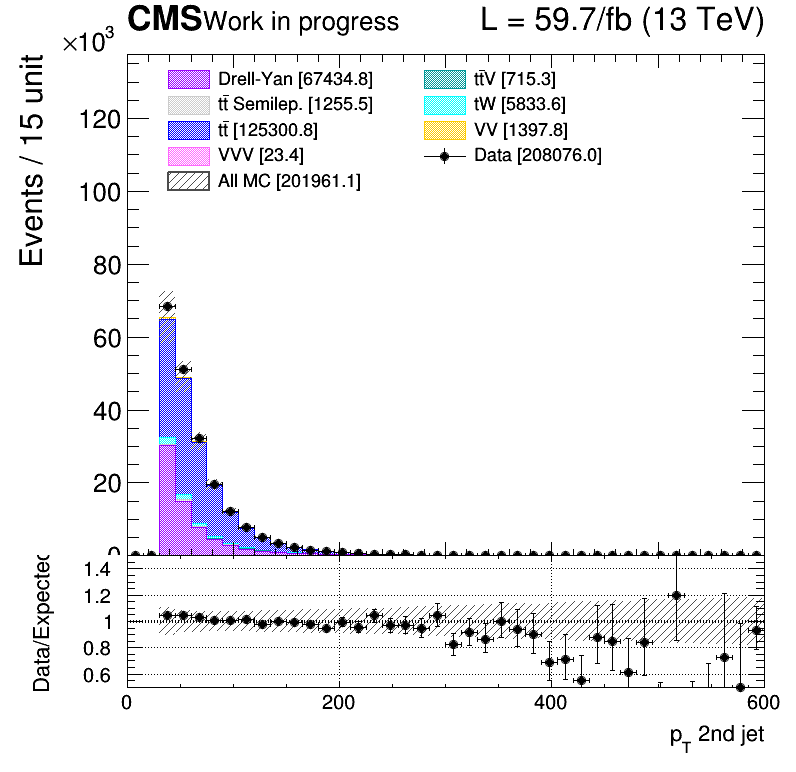 CMS Work in progress L = 59.7/fb (13 TeV)
×10³
Events / 15 unit
Drell-Yan [67434.8]
tt̄ Semilep. [1255.5]
tt̄ [125300.8]
VVV [23.4]
All MC [201961.1]
tt̄V [715.3]
tW [5833.6]
VV [1397.8]
Data [208076.0]
120
100
80
60
40
20
0
Data/Expected
1.4
1.2
1
0.8
0.6
0 200 400 600
p_T 2nd jet